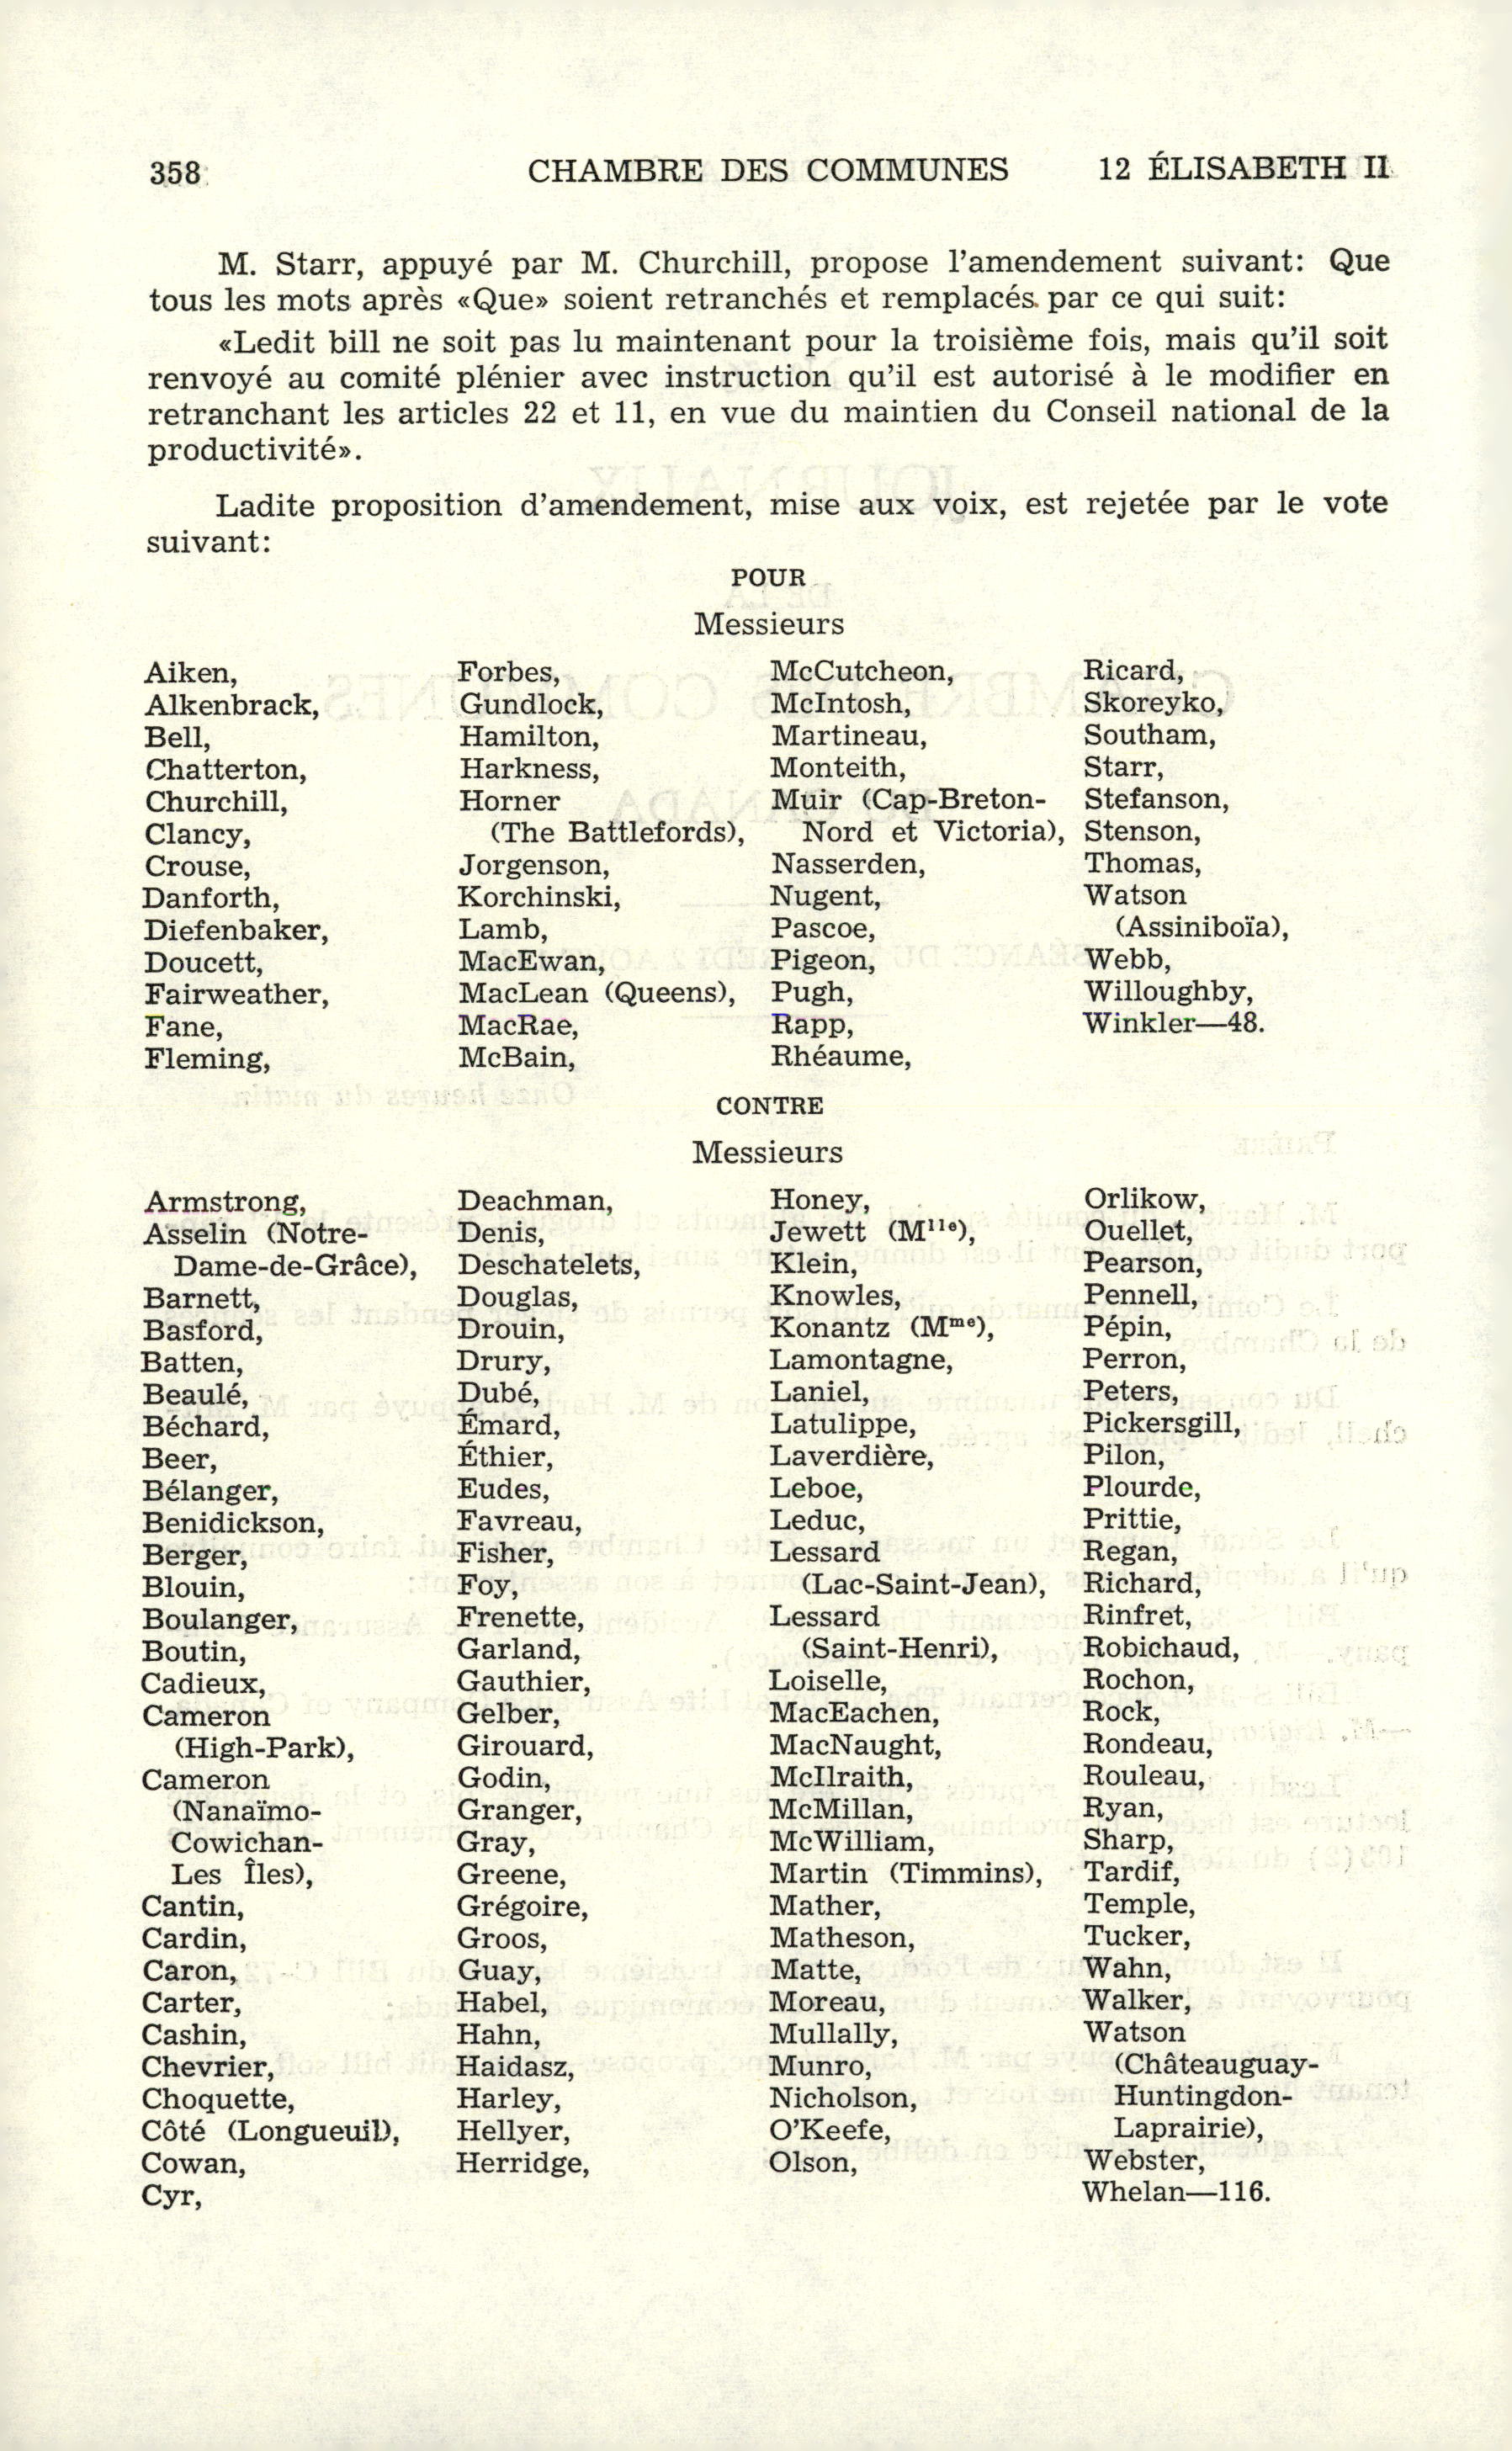 358 CHAMBRE DES COMMUNES 12 ÉLISABETH II
M. Starr, appuyé par M. Churchill, propose l'amendement suivant: Que
tous les mots après «Que» soient retranchés et remplacés par ce qui suit:
«Ledit bill ne soit pas lu maintenant pour la troisième fois, mais qu'il soit
renvoyé au comité plénier avec instruction qu'il est autorisé à le modifier en
retranchant les articles 22 et 11, en vue du maintien du Conseil national de la
productivité».
Ladite proposition d'amendement, mise aux voix, est rejetée par le vote
suivant:
POUR
Messieurs
Aiken,
Alkenbrack,
Bell,
Chatterton,
Churchill,
Clancy,
Crouse,
Danforth,
Diefenbaker,
Doucett,
Fairweather,
Fane,
Fleming,
Forbes,
Gundlock,
Hamilton,
Harkness,
Horner
(The Battlefords),
Jorgenson,
Korchinski,
Lamb,
MacEwan,
MacLean (Queens),
MacRae,
McBain,
McCutcheon,
McIntosh,
Martineau,
Monteith,
Muir (Cap-Breton-
Nord et Victoria),
Nasserden,
Nugent,
Pascoe,
Pigeon,
Pugh,
Rapp,
Rhéaume,
Ricard,
Skoreyko,
Southam,
Starr,
Stefanson,
Stenson,
Thomas,
Watson
(Assiniboïa),
Webb,
Willoughby,
Winkler—48.
CONTRE
Messieurs
Armstrong,
Asselin (Notre-
Dame-de-Grâce),
Barnett,
Basford,
Batten,
Beaulé,
Béchard,
Beer,
Bélanger,
Benidickson,
Berger,
Blouin,
Boulanger,
Boutin,
Cadieux,
Cameron
(High-Park),
Cameron
(Nanaïmo-
Cowichan-
Les Îles),
Cantin,
Cardin,
Caron,
Carter,
Cashin,
Chevrier,
Choquette,
Côté (Longueuil),
Cowan,
Cyr,
Deachman,
Denis,
Deschatelets,
Douglas,
Drouin,
Drury,
Dubé,
Émard,
Éthier,
Eudes,
Favreau,
Fisher,
Foy,
Frenette,
Garland,
Gauthier,
Gelber,
Girouard,
Godin,
Granger,
Gray,
Greene,
Grégoire,
Groos,
Guay,
Habel,
Hahn,
Haidasz,
Harley,
Hellyer,
Herridge,
Honey,
Jewett (Mlle),
Klein,
Knowles,
Konantz (Mme),
Lamontagne,
Laniel,
Latulippe,
Laverdière,
Leboe,
Leduc,
Lessard
(Lac-Saint-Jean),
Lessard
(Saint-Henri),
Loiselle,
MacEachen,
MacNaught,
McIlraith,
McMillan,
McWilliam,
Martin (Timmins),
Mather,
Matheson,
Matte,
Moreau,
Mullally,
Munro,
Nicholson,
O'Keefe,
Olson,
Orlikow,
Ouellet,
Pearson,
Pennell,
Pépin,
Perron,
Peters,
Pickersgill,
Pilon,
Plourde,
Prittie,
Regan,
Richard,
Rinfret,
Robichaud,
Rochon,
Rock,
Rondeau,
Rouleau,
Ryan,
Sharp,
Tardif,
Temple,
Tucker,
Wahn,
Walker,
Watson
(Châteauguay-
Huntingdon-
Laprairie),
Webster,
Whelan—116.